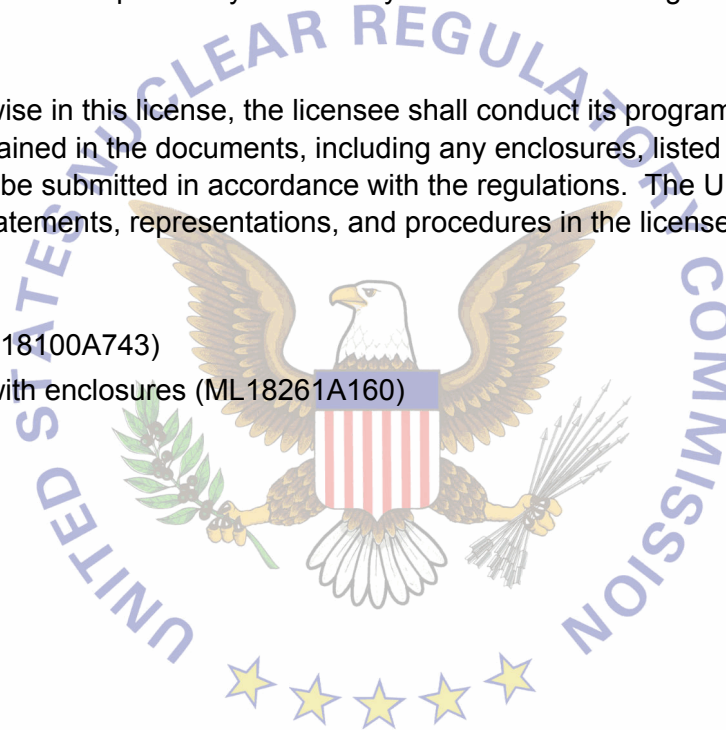 UNITED STATES NUCLEAR REGULATORY COMMISSION
wise in this license, the licensee shall conduct its program
ained in the documents, including any enclosures, listed
be submitted in accordance with the regulations. The U
atements, representations, and procedures in the license
18100A743)
with enclosures (ML18261A160)